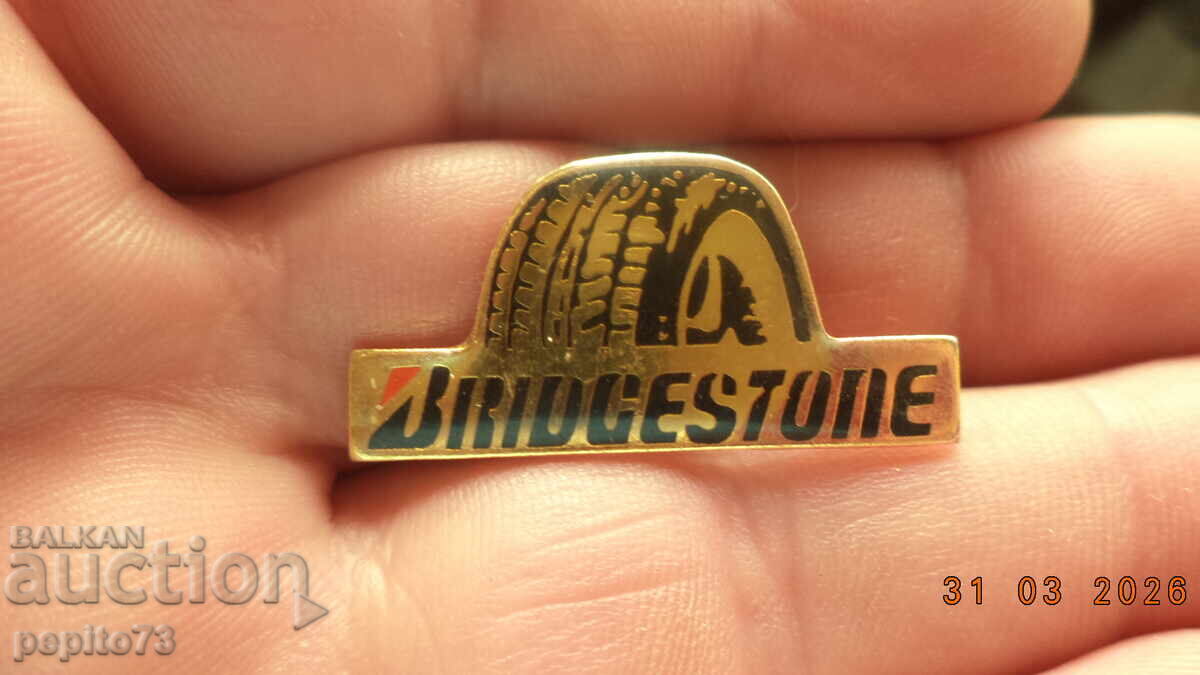 BRIDGESTONE
BALKAN
auction
pepito73
31 03 2026